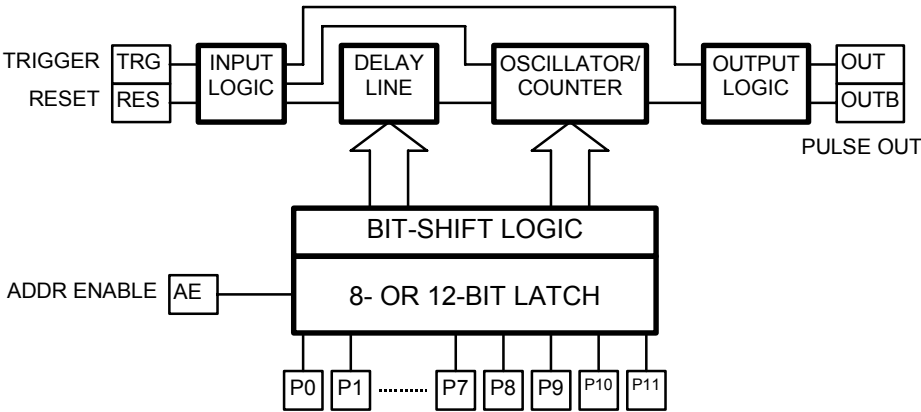 TRIGGER TRG INPUT LOGIC DELAY LINE OSCILLATOR/ COUNTER OUTPUT LOGIC OUT
RESET RES OUTB
PULSE OUT
BIT-SHIFT LOGIC
ADDR ENABLE AE 8- OR 12-BIT LATCH
P0 P1 ......... P7 P8 P9 P10 P11